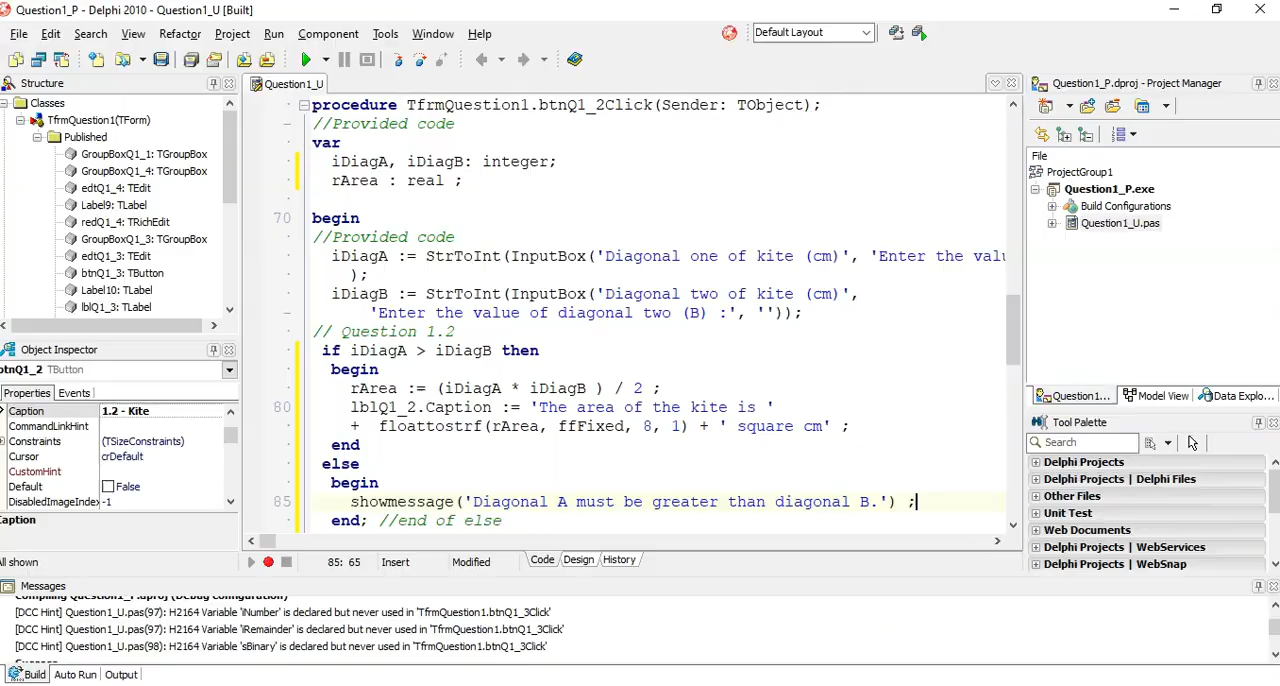 Question1_P - Delphi 2010 - Question1_U [Built]
File Edit Search View Refactor Project Run Component Tools Window Help
Default Layout
Structure
Classes
TfrmQuestion1(TForm)
Published
GroupBoxQ1_1: TGroupBox
GroupBoxQ1_4: TGroupBox
edtQ1_4: TEdit
Label9: TLabel
redQ1_4: TRichEdit
GroupBoxQ1_3: TGroupBox
edtQ1_3: TEdit
btnQ1_3: TButton
Label10: TLabel
lblQ1_3: TLabel
Object Inspector
btnQ1_2 TButton
Properties Events
Caption 1.2 - Kite
CommandLinkHint
Constraints (TSizeConstraints)
Cursor crDefault
CustomHint
Default False
DisabledImageIndex -1
Caption
All shown
Question1_U
procedure TfrmQuestion1.btnQ1_2Click(Sender: TObject);
//Provided code
var
iDiagA, iDiagB: integer;
rArea : real ;
70 begin
//Provided code
iDiagA := StrToInt(InputBox('Diagonal one of kite (cm)', 'Enter the valu
);
iDiagB := StrToInt(InputBox('Diagonal two of kite (cm)',
'Enter the value of diagonal two (B) :', ''));
// Question 1.2
if iDiagA > iDiagB then
begin
rArea := (iDiagA * iDiagB ) / 2 ;
80 lblQ1_2.Caption := 'The area of the kite is '
+ floattostrf(rArea, ffFixed, 8, 1) + ' square cm' ;
end
else
begin
85 showmessage('Diagonal A must be greater than diagonal B.') ;
end; //end of else
85: 65 Insert Modified Code Design History
Question1_P.dproj - Project Manager
File
ProjectGroup1
Question1_P.exe
Build Configurations
Question1_U.pas
Question1... Model View Data Explo...
Tool Palette
Search
Delphi Projects
Delphi Projects | Delphi Files
Other Files
Unit Test
Web Documents
Delphi Projects | WebServices
Delphi Projects | WebSnap
Messages
Compiling Question1_P.dproj (Debug Configuration)
[DCC Hint] Question1_U.pas(97): H2164 Variable 'iNumber' is declared but never used in 'TfrmQuestion1.btnQ1_3Click'
[DCC Hint] Question1_U.pas(97): H2164 Variable 'iRemainder' is declared but never used in 'TfrmQuestion1.btnQ1_3Click'
[DCC Hint] Question1_U.pas(98): H2164 Variable 'sBinary' is declared but never used in 'TfrmQuestion1.btnQ1_3Click'
Success
Build Auto Run Output